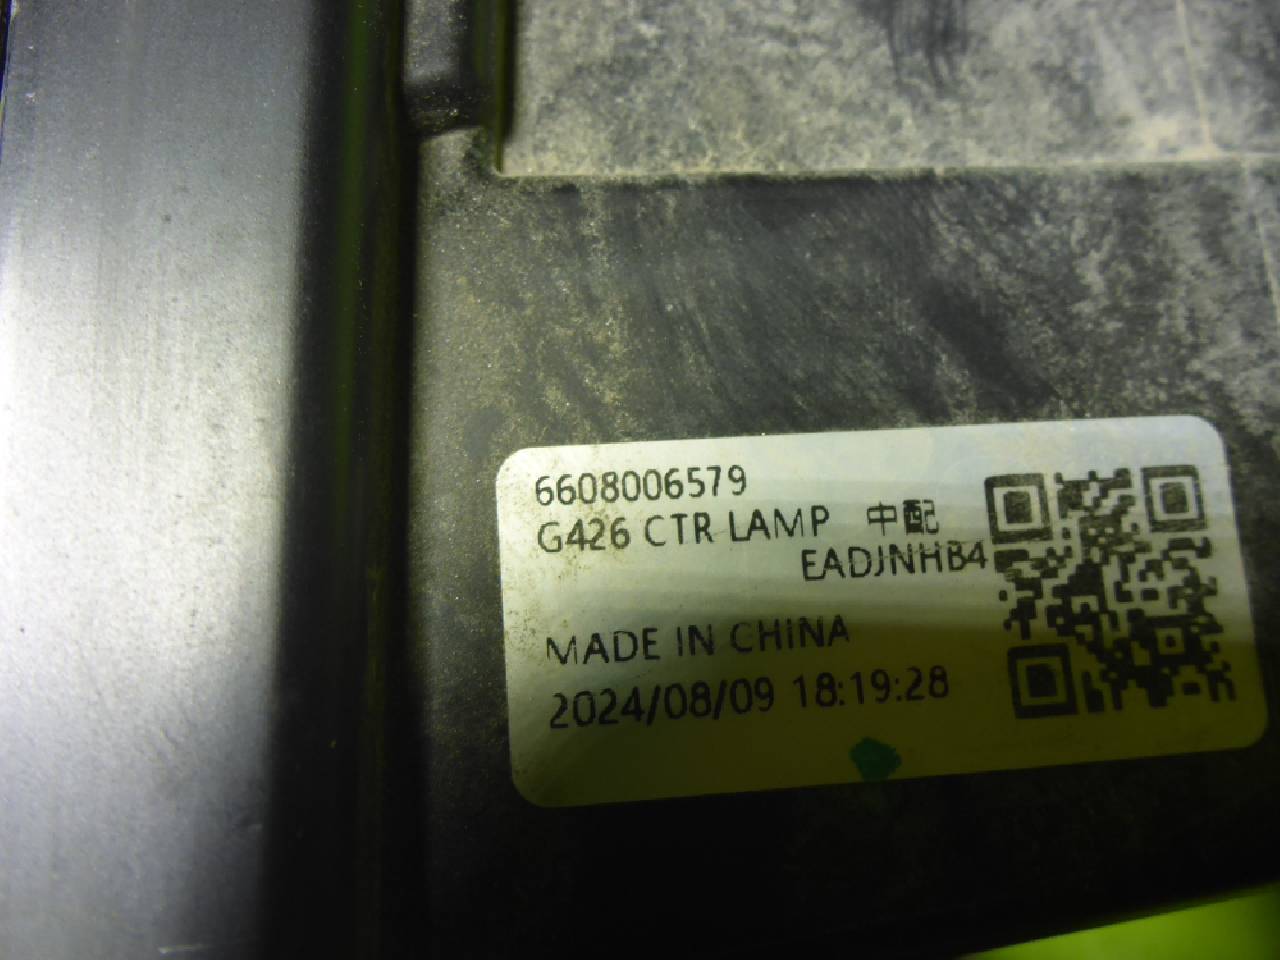 6608006579
G426 CTR LAMP 中配
EADJNHB4
MADE IN CHINA
2024/08/09 18:19:28